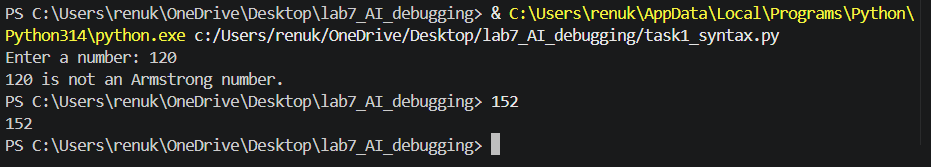 PS C:\Users\renuk\OneDrive\Desktop\lab7_AI_debugging> & C:\Users\renuk\AppData\Local\Programs\Python\
Python314\python.exe c:/Users/renuk/OneDrive/Desktop/lab7_AI_debugging/task1_syntax.py
Enter a number: 120
120 is not an Armstrong number.
PS C:\Users\renuk\OneDrive\Desktop\lab7_AI_debugging> 152
152
PS C:\Users\renuk\OneDrive\Desktop\lab7_AI_debugging>